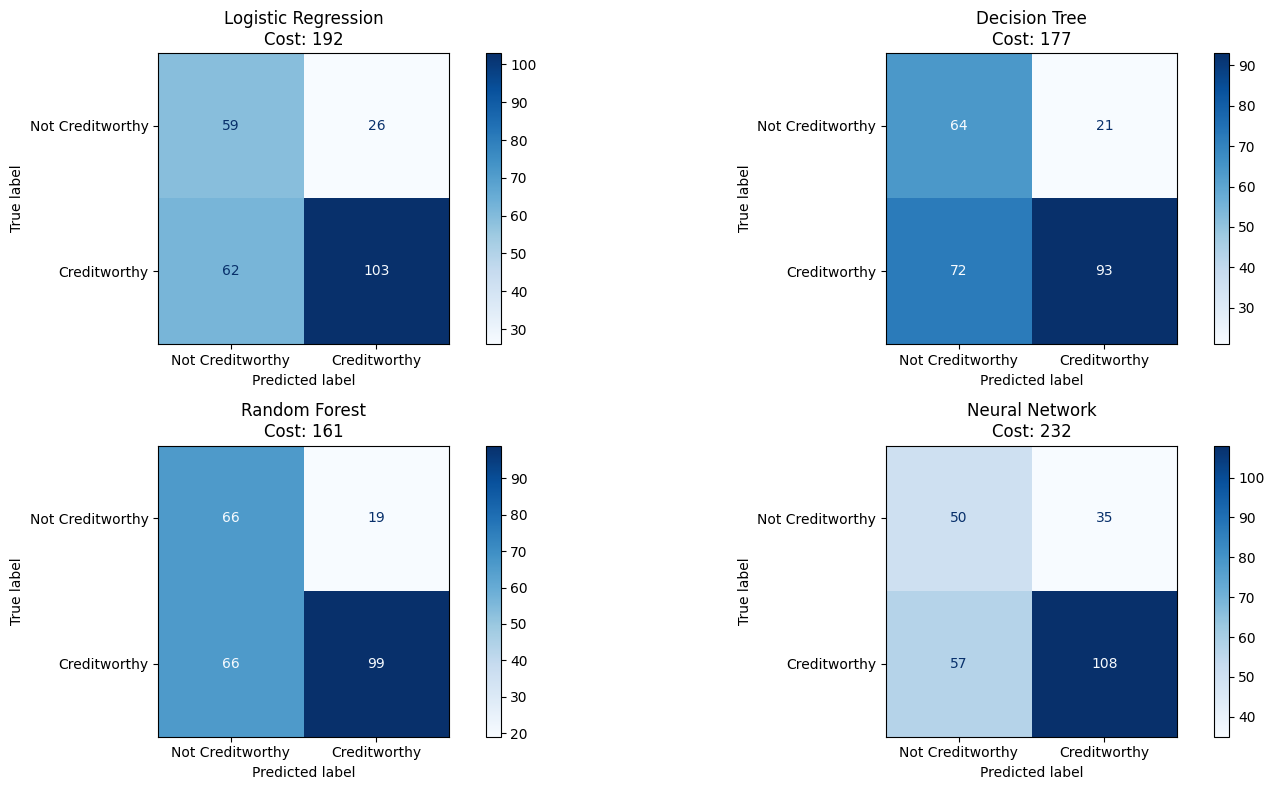 Logistic Regression
Cost: 192
True label
Not Creditworthy
59
26
Creditworthy
62
103
Not Creditworthy
Creditworthy
Predicted label
100
90
80
70
60
50
40
30
Decision Tree
Cost: 177
True label
Not Creditworthy
64
21
Creditworthy
72
93
Not Creditworthy
Creditworthy
Predicted label
90
80
70
60
50
40
30
Random Forest
Cost: 161
True label
Not Creditworthy
66
19
Creditworthy
66
99
Not Creditworthy
Creditworthy
Predicted label
90
80
70
60
50
40
30
20
Neural Network
Cost: 232
True label
Not Creditworthy
50
35
Creditworthy
57
108
Not Creditworthy
Creditworthy
Predicted label
100
90
80
70
60
50
40